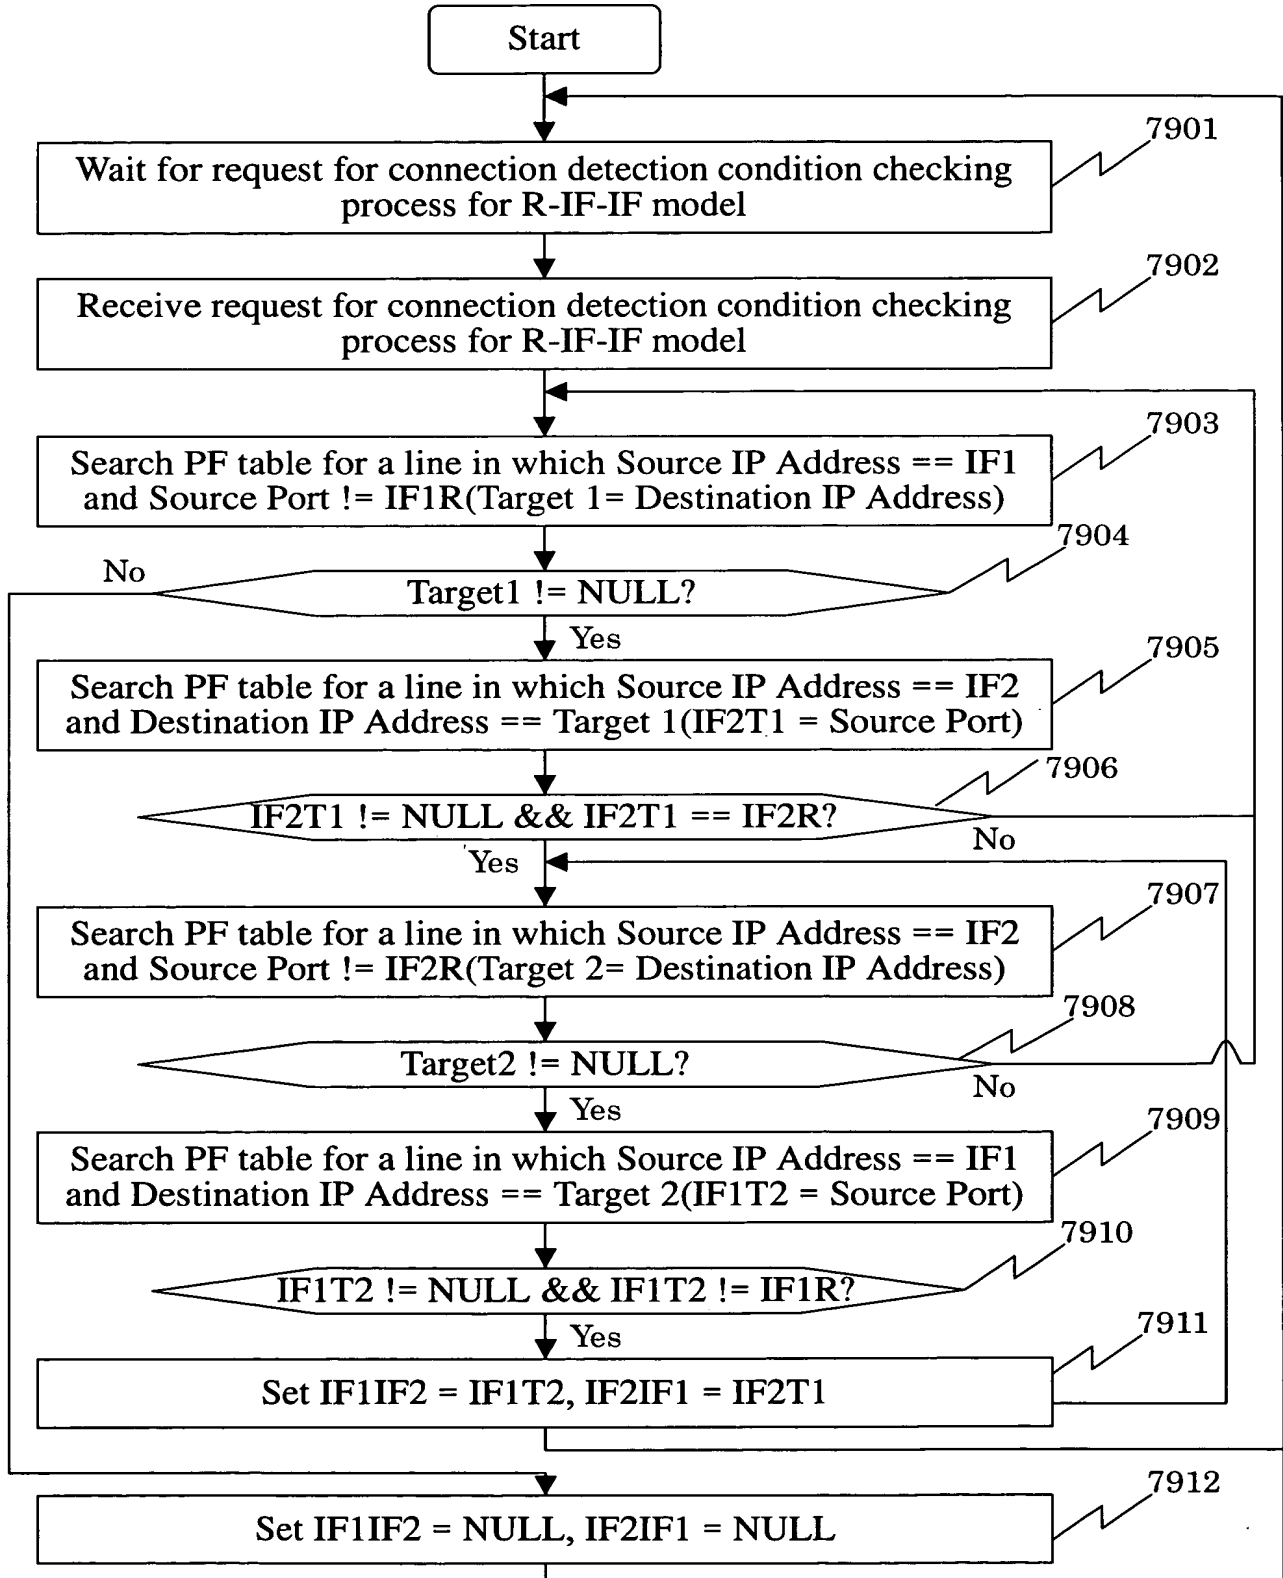 Start
7901
Wait for request for connection detection condition checking
process for R-IF-IF model
7902
Receive request for connection detection condition checking
process for R-IF-IF model
7903
Search PF table for a line in which Source IP Address == IF1
and Source Port != IF1R(Target 1= Destination IP Address)
7904
No
Target1 != NULL?
Yes
7905
Search PF table for a line in which Source IP Address == IF2
and Destination IP Address == Target 1(IF2T1 = Source Port)
7906
IF2T1 != NULL && IF2T1 == IF2R?
No
Yes
7907
Search PF table for a line in which Source IP Address == IF2
and Source Port != IF2R(Target 2= Destination IP Address)
7908
Target2 != NULL?
No
Yes
7909
Search PF table for a line in which Source IP Address == IF1
and Destination IP Address == Target 2(IF1T2 = Source Port)
7910
IF1T2 != NULL && IF1T2 != IF1R?
Yes
7911
Set IF1IF2 = IF1T2, IF2IF1 = IF2T1
7912
Set IF1IF2 = NULL, IF2IF1 = NULL